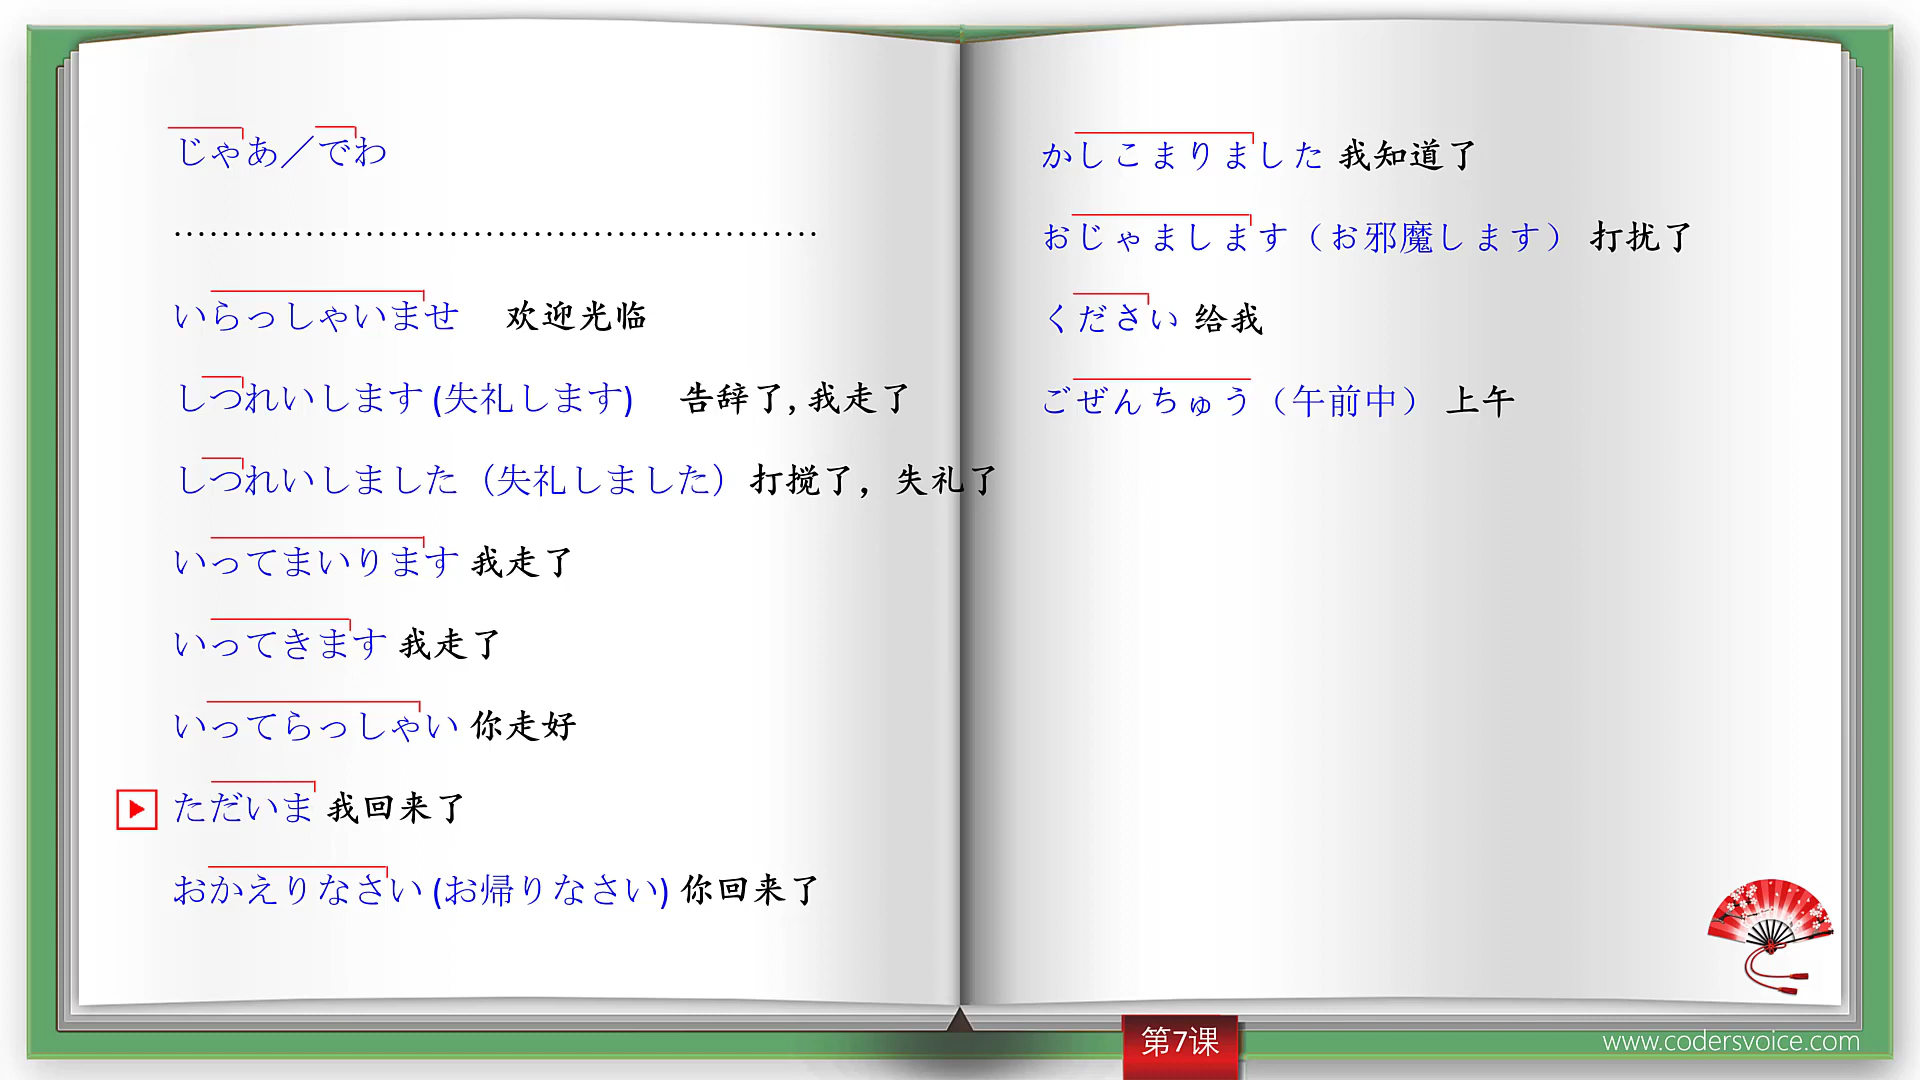 じゃあ／でわ
……………………………………………
いらっしゃいませ 欢迎光临
しつれいします (失礼します) 告辞了, 我走了
しつれいしました（失礼しました）打搅了，失礼了
いってまいります 我走了
いってきます 我走了
いってらっしゃい 你走好
ただいま 我回来了
おかえりなさい (お帰りなさい) 你回来了
かしこまりました 我知道了
おじゃまします（お邪魔します） 打扰了
ください 给我
ごぜんちゅう（午前中） 上午
第7课
www.codersvoice.com